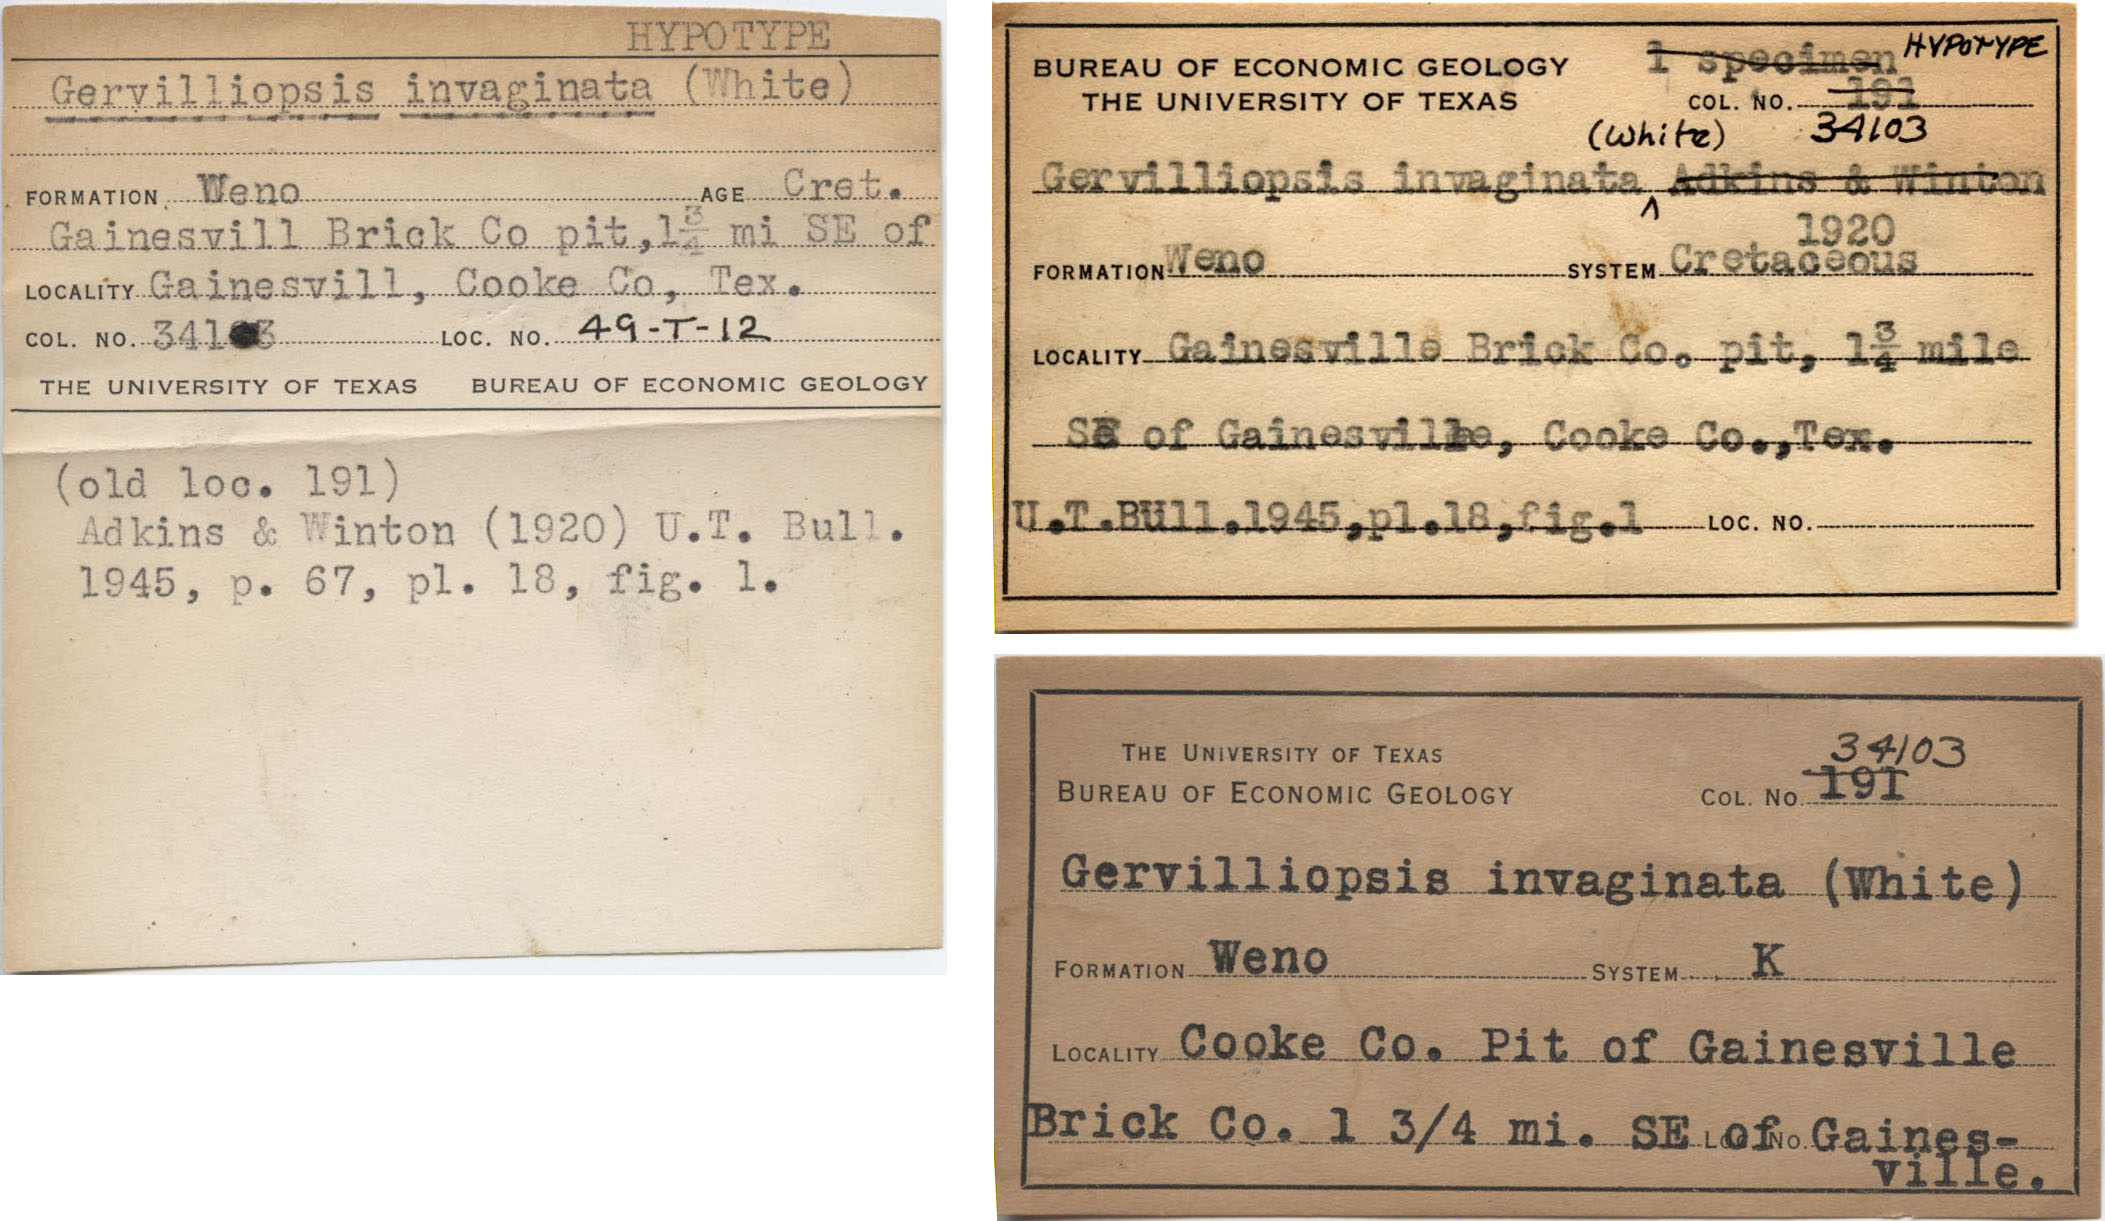 HYPOTYPE
Gervilliopsis invaginata (White)
FORMATION Weno AGE Cret.
Gainesvill Brick Co pit, 1 3/4 mi SE of
LOCALITY Gainesvill, Cooke Co, Tex.
COL. NO. 34103 LOC. NO. 49-T-12
THE UNIVERSITY OF TEXAS BUREAU OF ECONOMIC GEOLOGY
(old loc. 191)
Adkins & Winton (1920) U.T. Bull.
1945, p. 67, pl. 18, fig. 1.
1 specimen HYPOTYPE
BUREAU OF ECONOMIC GEOLOGY
THE UNIVERSITY OF TEXAS COL. NO. 191
(White) 34103
Gervilliopsis invaginata ^ Adkins & Winton
1920
FORMATION Weno SYSTEM Cretaceous
LOCALITY Gainesville Brick Co. pit, 1 3/4 mile
SE of Gainesville, Cooke Co., Tex.
U.T.Bull.1945,pl.18,fig.1 LOC. NO.
34103
THE UNIVERSITY OF TEXAS
BUREAU OF ECONOMIC GEOLOGY COL. NO. 191
Gervilliopsis invaginata (White)
FORMATION Weno SYSTEM K
LOCALITY Cooke Co. Pit of Gainesville
Brick Co. 1 3/4 mi. SE LOC. NO. of Gaines-
ville.